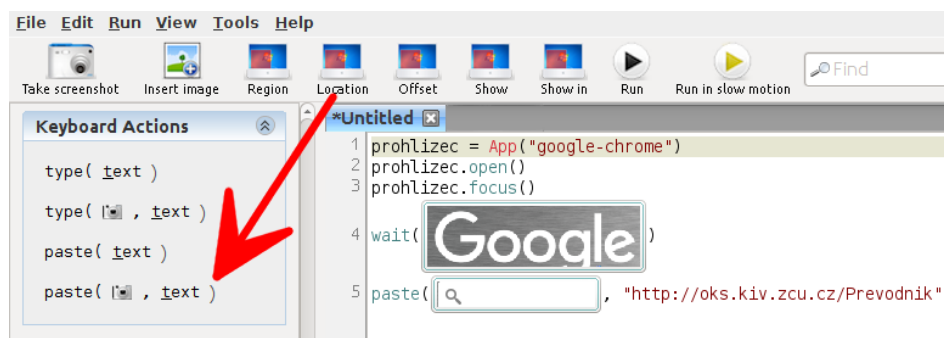 File Edit Run View Tools Help
Take screenshot Insert image Region Location Offset Show Show in Run Run in slow motion Find
Keyboard Actions
type( text )
type( , text )
paste( text )
paste( , text )
*Untitled
1 prohlizec = App("google-chrome")
2 prohlizec.open()
3 prohlizec.focus()
4 wait( Google )
5 paste( , "http://oks.kiv.zcu.cz/Prevodnik"